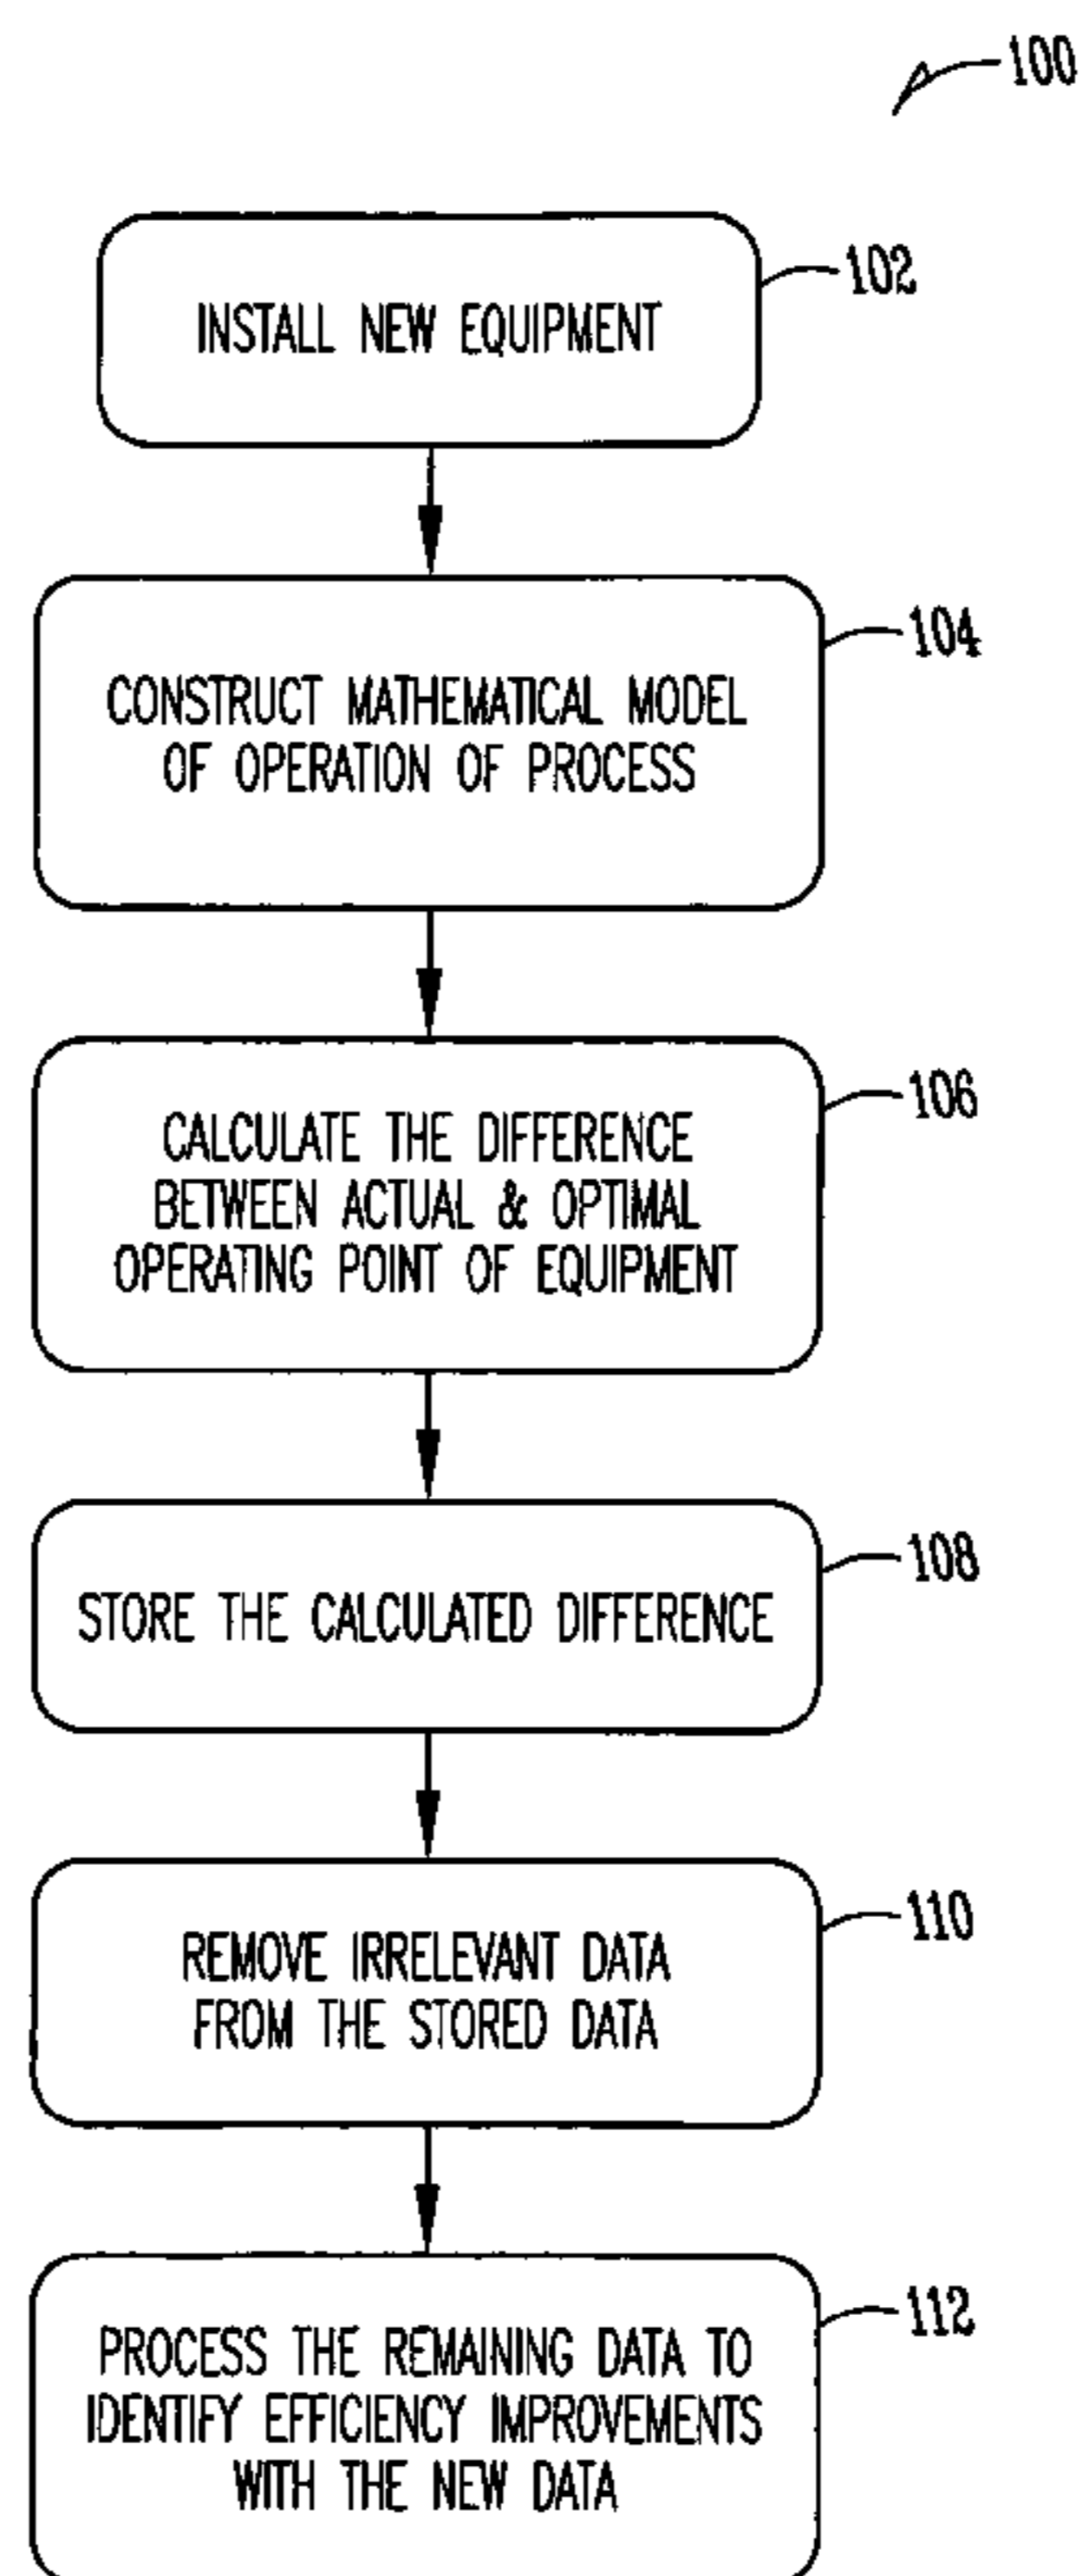 100
INSTALL NEW EQUIPMENT
102
CONSTRUCT MATHEMATICAL MODEL
OF OPERATION OF PROCESS
104
CALCULATE THE DIFFERENCE
BETWEEN ACTUAL & OPTIMAL
OPERATING POINT OF EQUIPMENT
106
STORE THE CALCULATED DIFFERENCE
108
REMOVE IRRELEVANT DATA
FROM THE STORED DATA
110
PROCESS THE REMAINING DATA TO
IDENTIFY EFFICIENCY IMPROVEMENTS
WITH THE NEW DATA
112